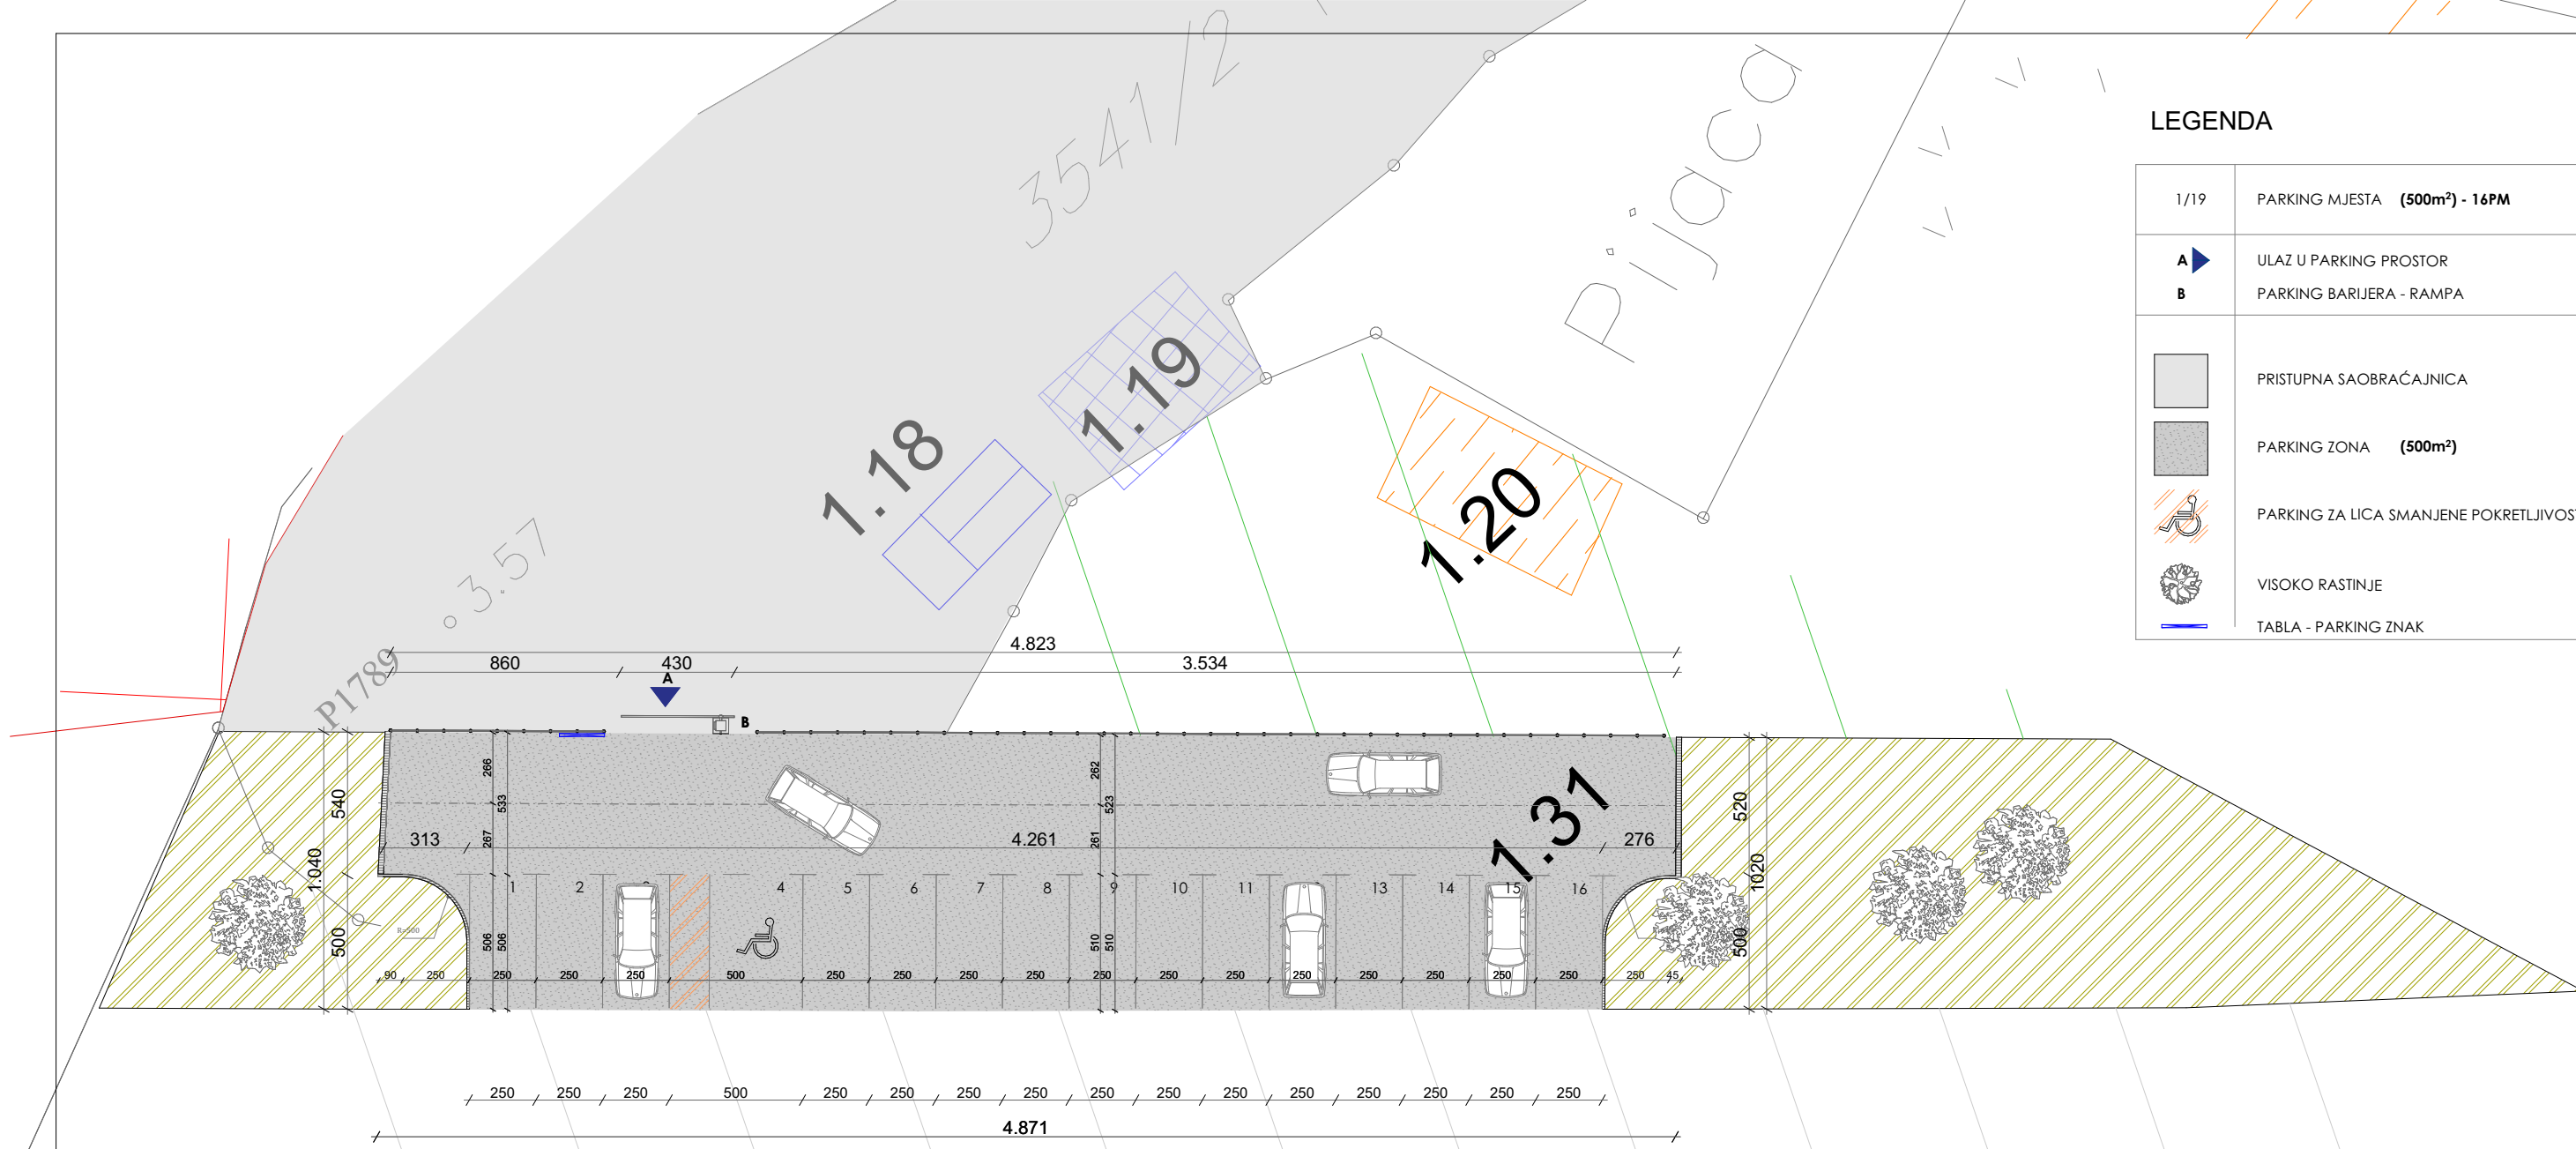 3541/2
Pijaca
LEGENDA
1/19 PARKING MJESTA (500m²) - 16PM
A ULAZ U PARKING PROSTOR
B PARKING BARIJERA - RAMPA
PRISTUPNA SAOBRAĆAJNICA
PARKING ZONA (500m²)
PARKING ZA LICA SMANJENE POKRETLJIVOST
VISOKO RASTINJE
TABLA - PARKING ZNAK
1.19
1.18
1.20
3.57
P1789
4.823
860 430 3.534
A
B
266 262
540 533 523 520
267 261
313 4.261 276
1.31
1.040 1020
1 2 4 5 6 7 8 9 10 11 13 14 15 16
R=500
500 506 506 510 510 500
90 250 250 250 250 500 250 250 250 250 250 250 250 250 250 250 250 250 250 45
250 250 250 500 250 250 250 250 250 250 250 250 250 250 250 250
4.871